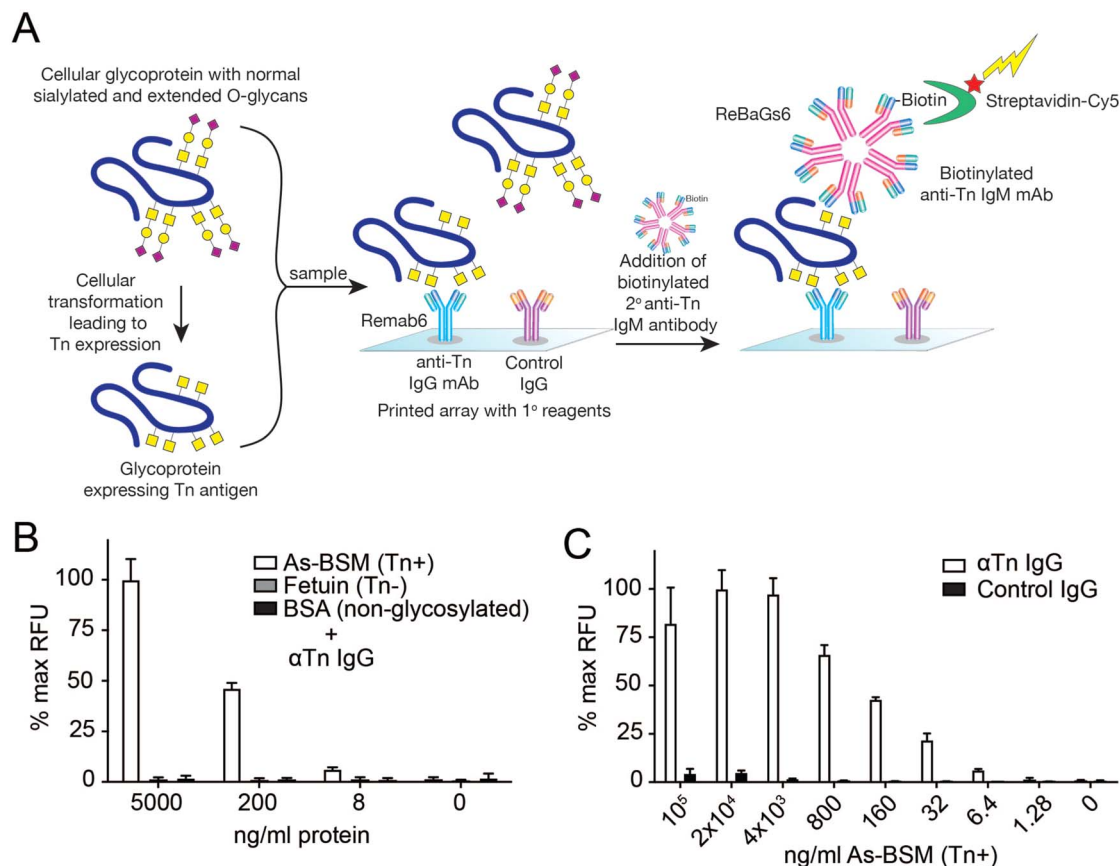 A
Cellular glycoprotein with normal
sialylated and extended O-glycans
Cellular
transformation
leading to
Tn expression
Glycoprotein
expressing Tn antigen
sample
Remab6
anti-Tn
IgG mAb
Control
IgG
Printed array with 1º reagents
-Biotin
Addition of
biotinylated
2º anti-Tn
IgM antibody
ReBaGs6
-Biotin
Streptavidin-Cy5
Biotinylated
anti-Tn IgM mAb
B
% max RFU
100
50
25
0
As-BSM (Tn+)
Fetuin (Tn-)
BSA (non-glycosylated)
+
αTn IgG
5000
200
8
0
ng/ml protein
C
% max RFU
100
75
50
25
0
αTn IgG
Control IgG
10⁵
2x10⁴
4x10³
800
160
32
6.4
1.28
0
ng/ml As-BSM (Tn+)